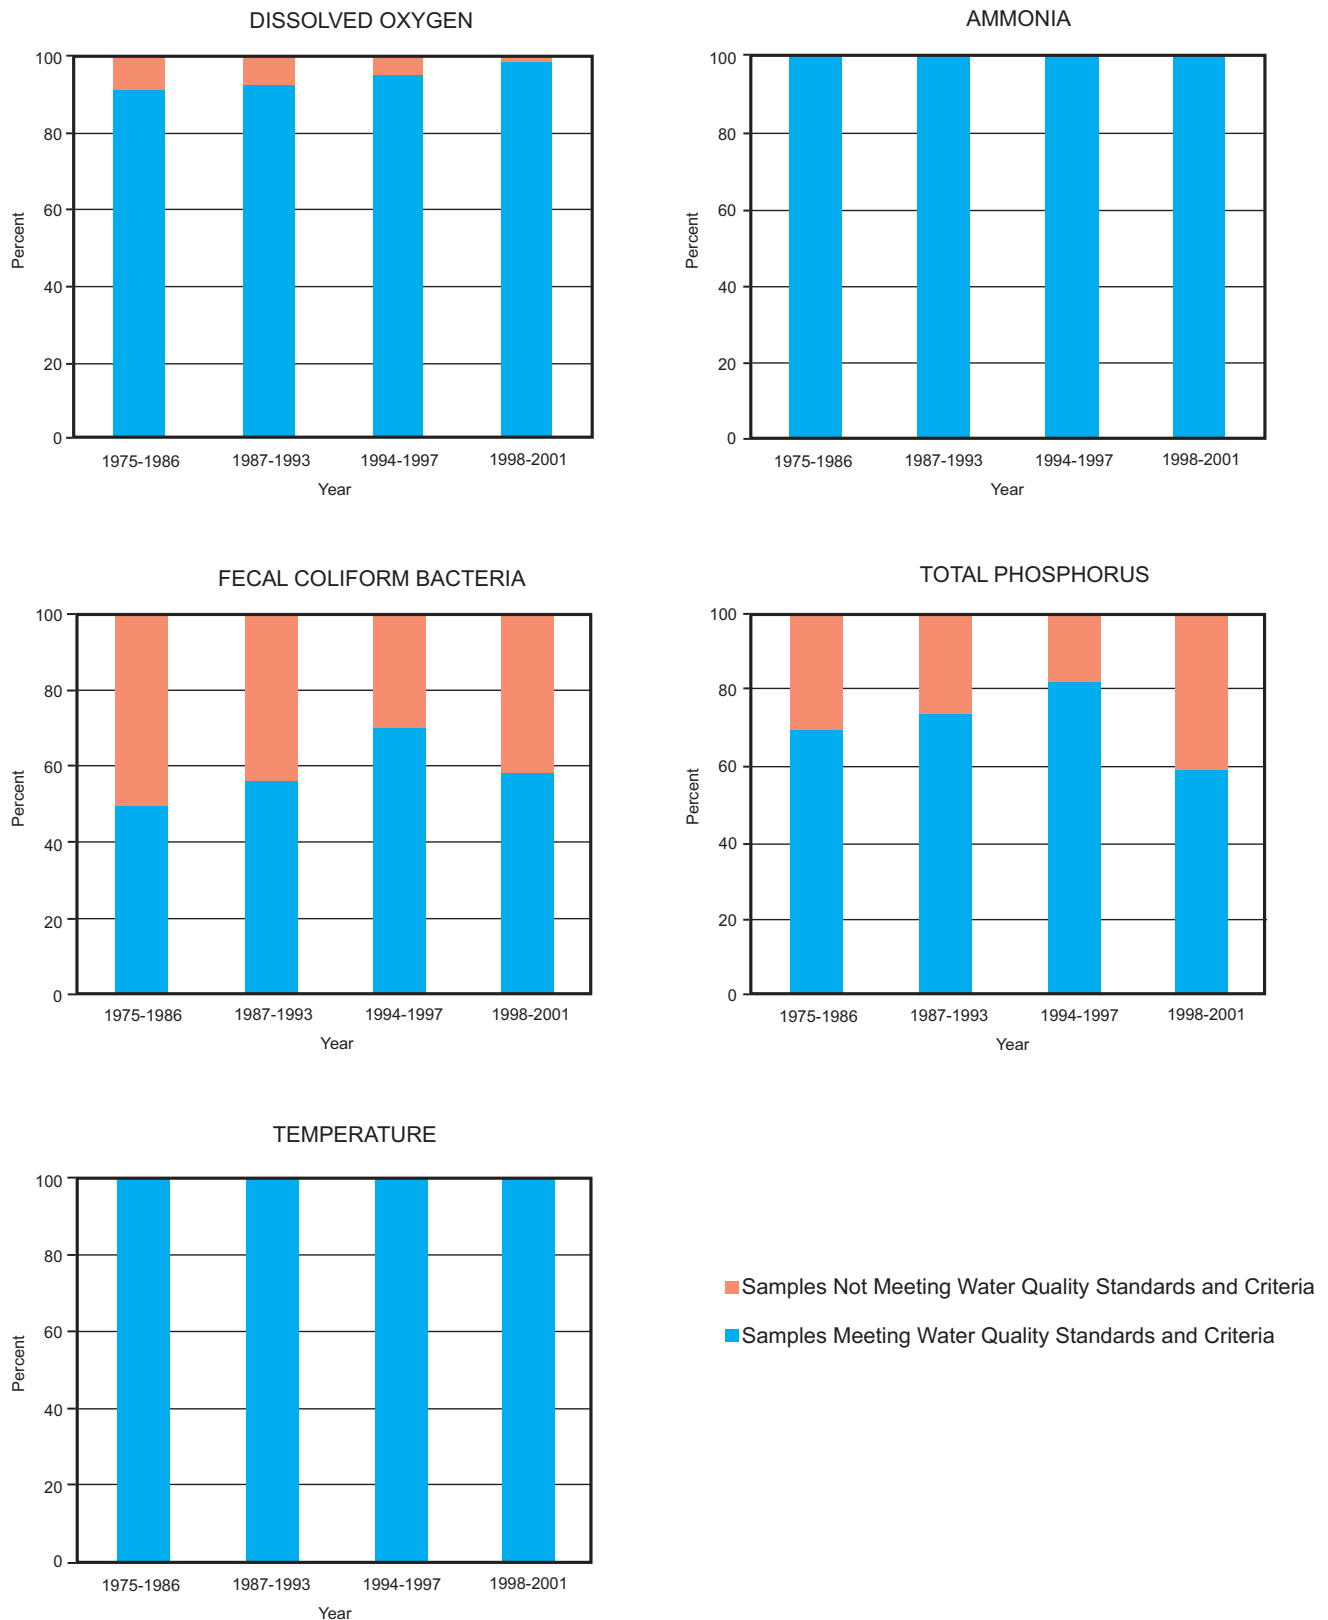 DISSOLVED OXYGEN
100
80
60
40
20
0
Percent
1975-1986 1987-1993 1994-1997 1998-2001
Year
AMMONIA
100
80
60
40
20
0
Percent
1975-1986 1987-1993 1994-1997 1998-2001
Year
FECAL COLIFORM BACTERIA
100
80
60
40
20
0
Percent
1975-1986 1987-1993 1994-1997 1998-2001
Year
TOTAL PHOSPHORUS
100
80
60
40
20
0
Percent
1975-1986 1987-1993 1994-1997 1998-2001
Year
TEMPERATURE
100
80
60
40
20
0
Percent
1975-1986 1987-1993 1994-1997 1998-2001
Year
Samples Not Meeting Water Quality Standards and Criteria
Samples Meeting Water Quality Standards and Criteria